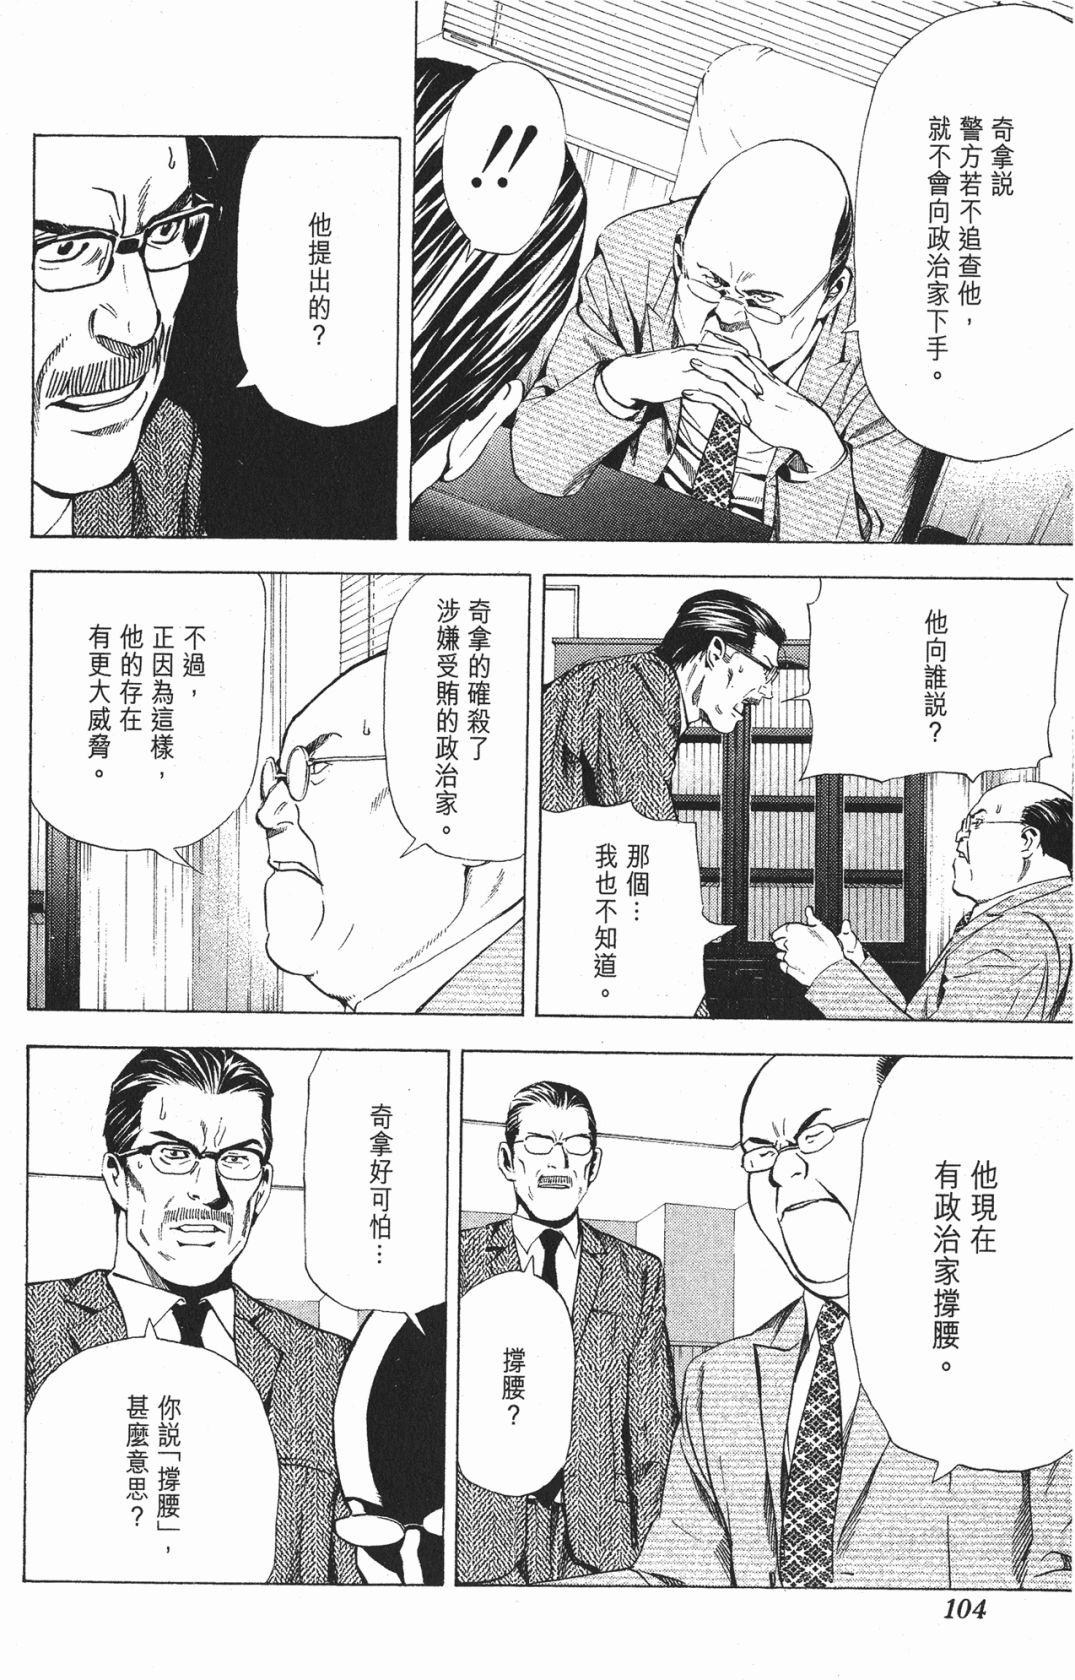 奇拿説
警方若不追查他，
就不會向政治家下手。
!!
他提出的？
他向誰説？
那個…
我也不知道。
奇拿的確殺了
涉嫌受賄的政治家。
不過，
正因為這樣，
他的存在
有更大威脅。
他現在
有政治家撐腰。
撐腰？
奇拿好可怕…
你説「撐腰」，
甚麼意思？
104